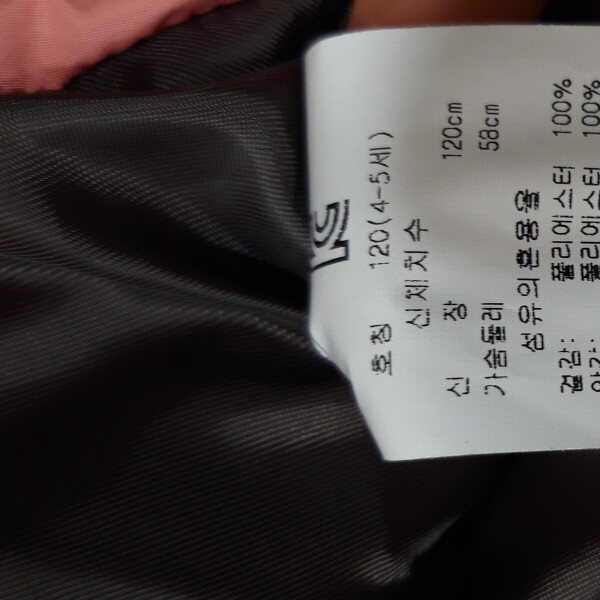 호칭 120(4-5세)
신체치수
신 장 120cm
가슴둘레 58cm
섬유의혼용율
겉감: 폴리에스터 100%
안감: 폴리에스터 100%